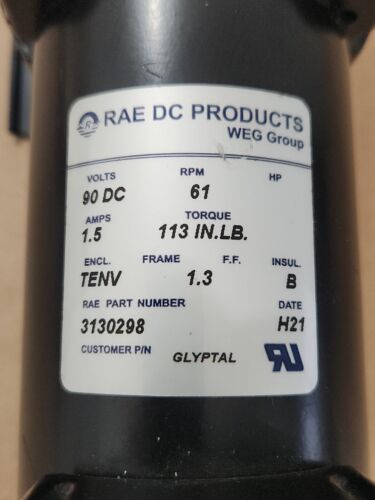 R
RAE DC PRODUCTS
WEG Group
VOLTS RPM HP
90 DC 61
AMPS TORQUE
1.5 113 IN.LB.
ENCL. FRAME F.F. INSUL.
TENV 1.3 B
RAE PART NUMBER DATE
3130298 H21
CUSTOMER P/N GLYPTAL
RU